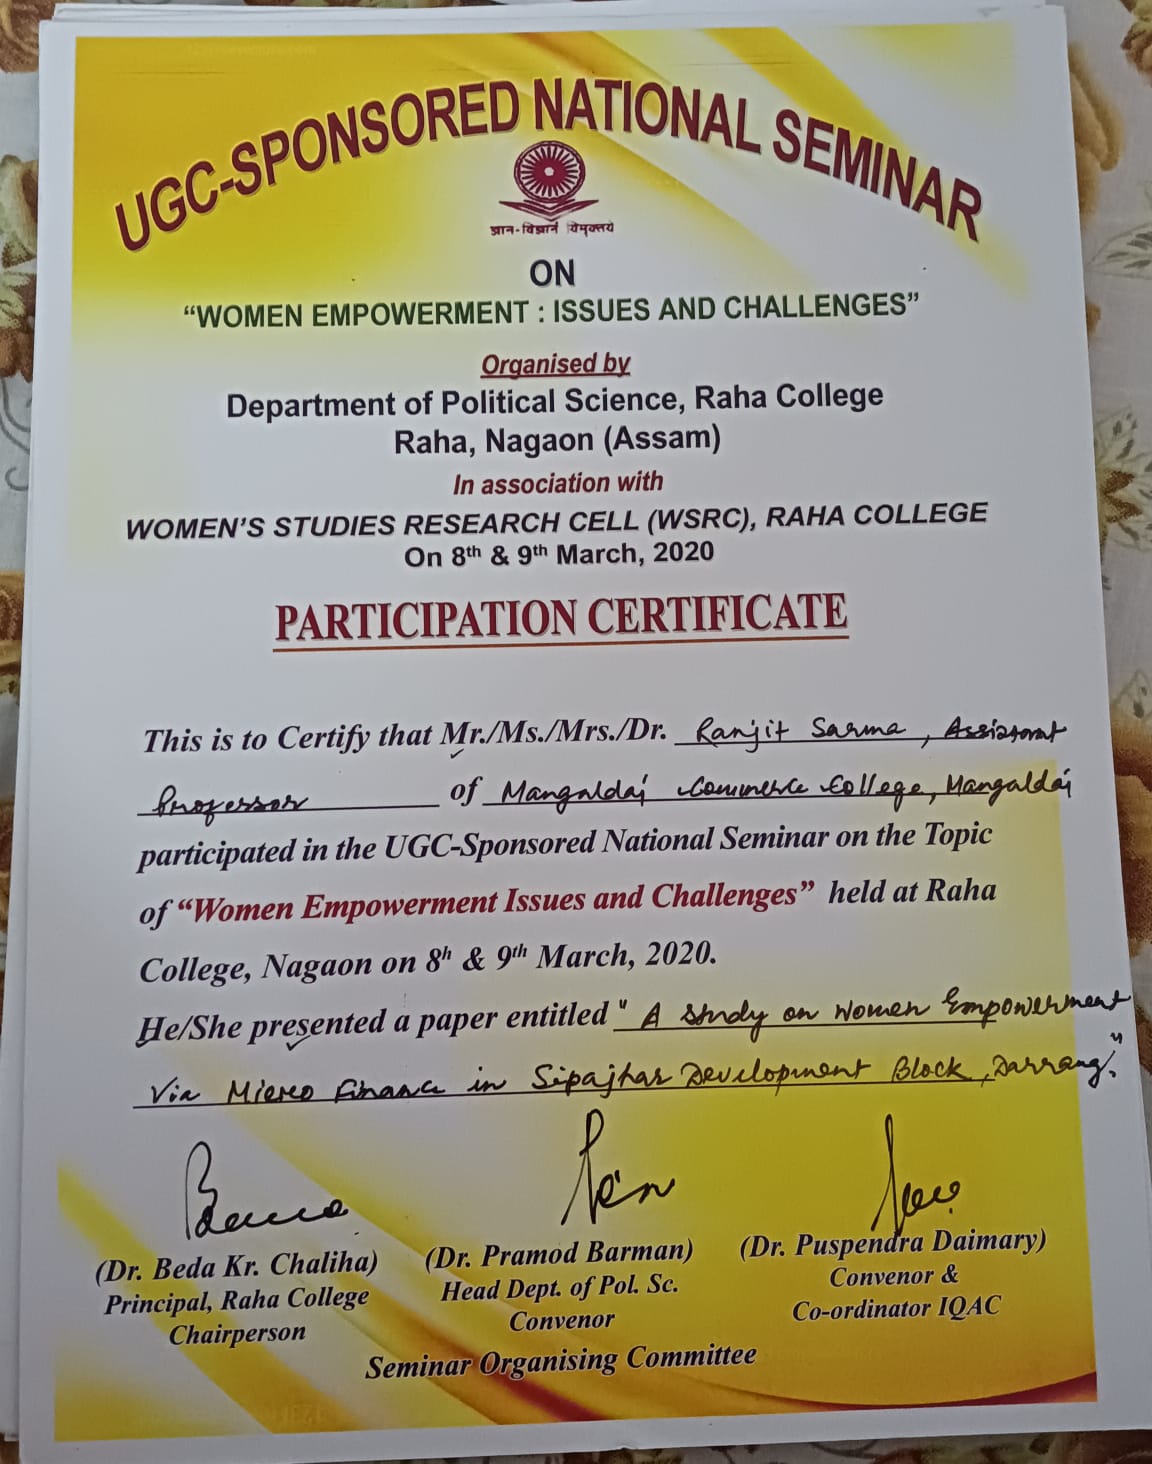 UGC-SPONSORED NATIONAL SEMINAR
ज्ञान-विज्ञानं विमुक्तये
ON
“WOMEN EMPOWERMENT : ISSUES AND CHALLENGES”
Organised by
Department of Political Science, Raha College
Raha, Nagaon (Assam)
In association with
WOMEN’S STUDIES RESEARCH CELL (WSRC), RAHA COLLEGE
On 8th & 9th March, 2020
PARTICIPATION CERTIFICATE
This is to Certify that Mr./Ms./Mrs./Dr. Ranjit Sarma, Assistant
Professor of Mangaldai Commerce College, Mangaldai
participated in the UGC-Sponsored National Seminar on the Topic
of “Women Empowerment Issues and Challenges” held at Raha
College, Nagaon on 8h & 9th March, 2020.
He/She presented a paper entitled " A study on Women Empowerment
Via Micro Finance in Sipajhar Development Block, Darrang."
(Dr. Beda Kr. Chaliha) (Dr. Pramod Barman) (Dr. Puspendra Daimary)
Principal, Raha College Head Dept. of Pol. Sc. Convenor &
Chairperson Convenor Co-ordinator IQAC
Seminar Organising Committee